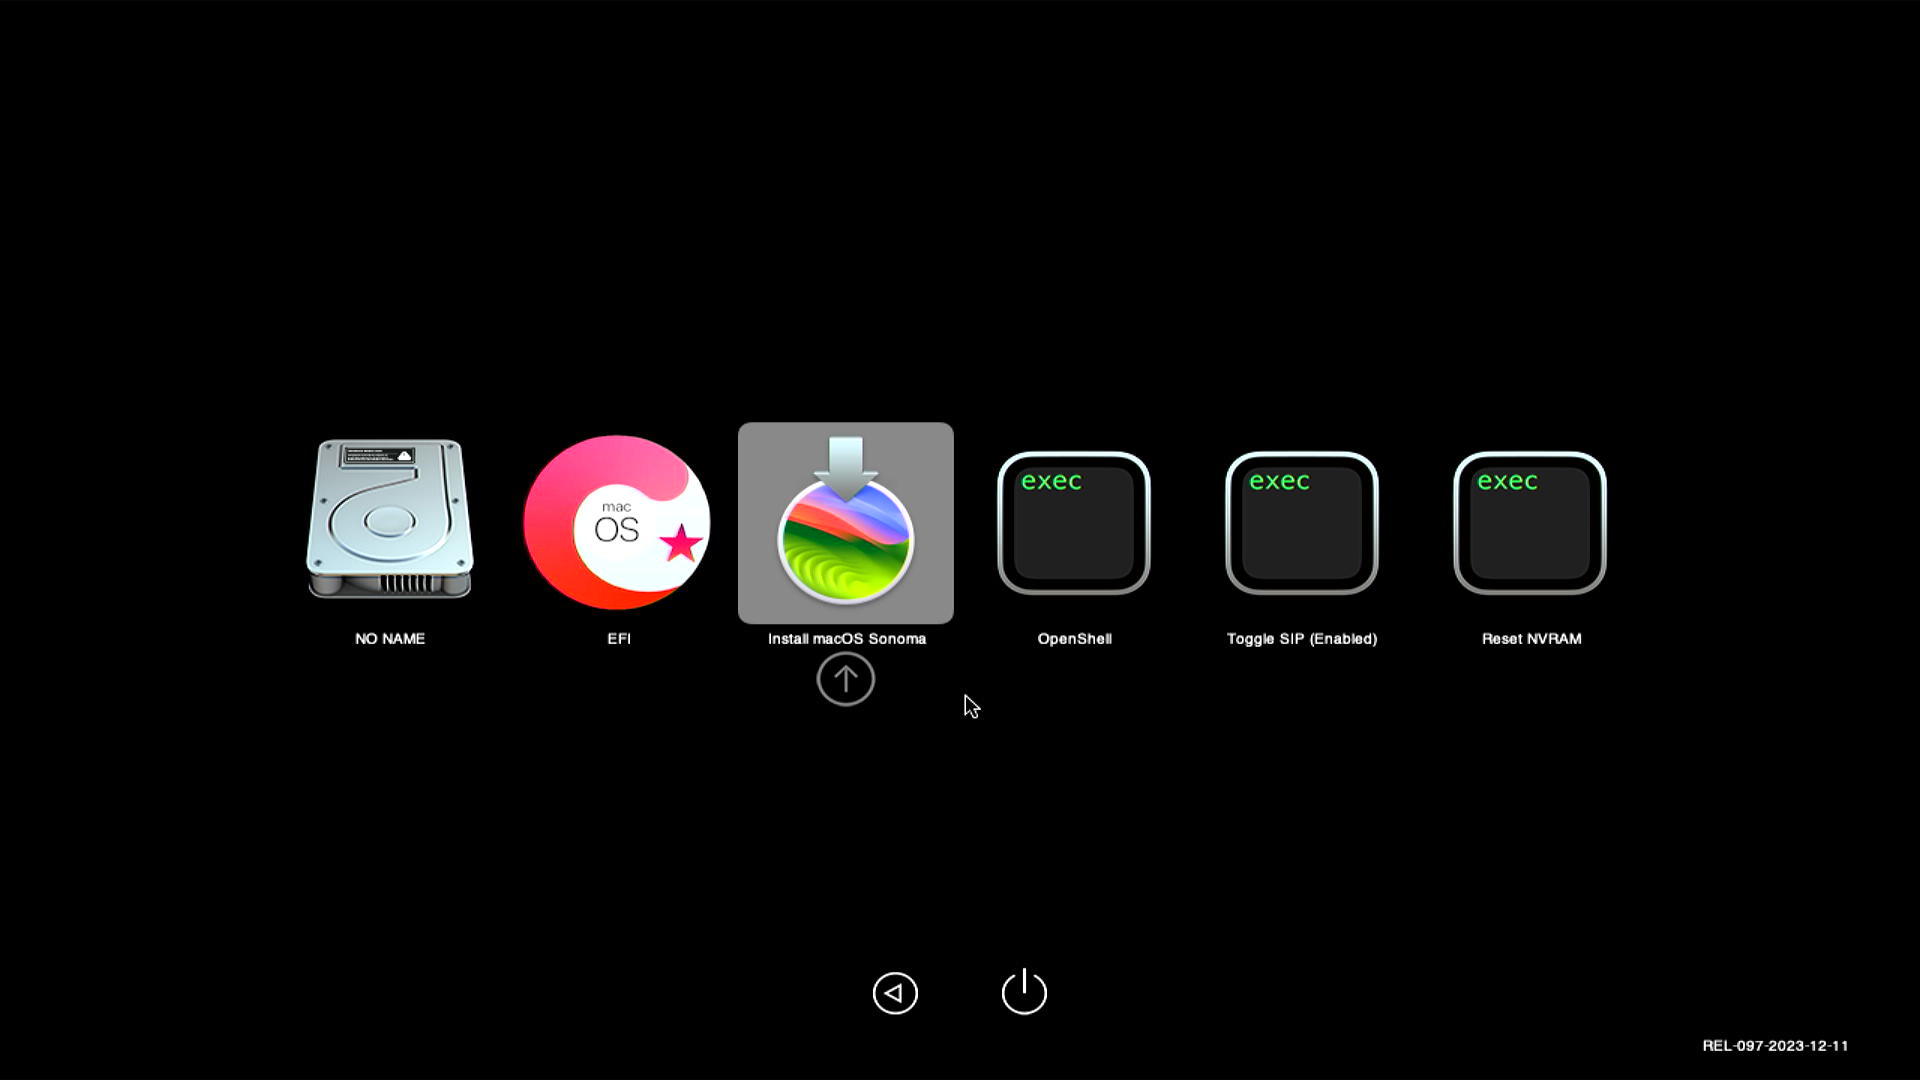 mac
OS
exec
exec
exec
NO NAME
EFI
Install macOS Sonoma
OpenShell
Toggle SIP (Enabled)
Reset NVRAM
REL-097-2023-12-11